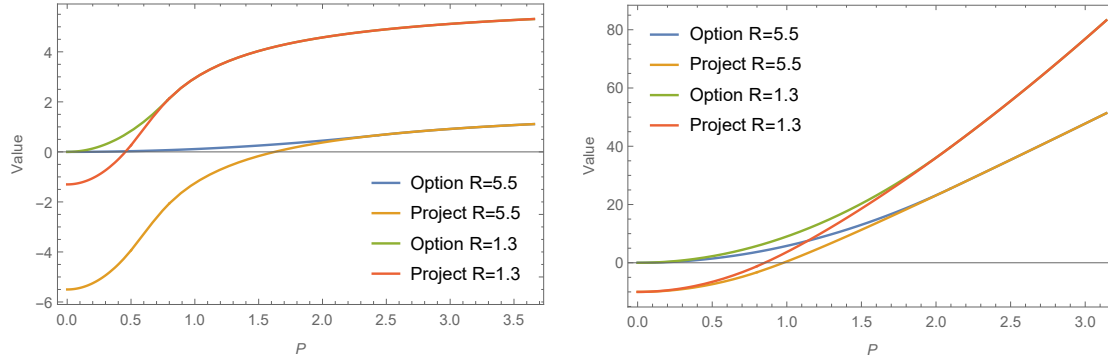 Value
4
2
0
−2
−4
−6
Option R=5.5
Project R=5.5
Option R=1.3
Project R=1.3
0.0 0.5 1.0 1.5 2.0 2.5 3.0 3.5
P
Value
80
60
40
20
0
Option R=5.5
Project R=5.5
Option R=1.3
Project R=1.3
0.0 0.5 1.0 1.5 2.0 2.5 3.0
P